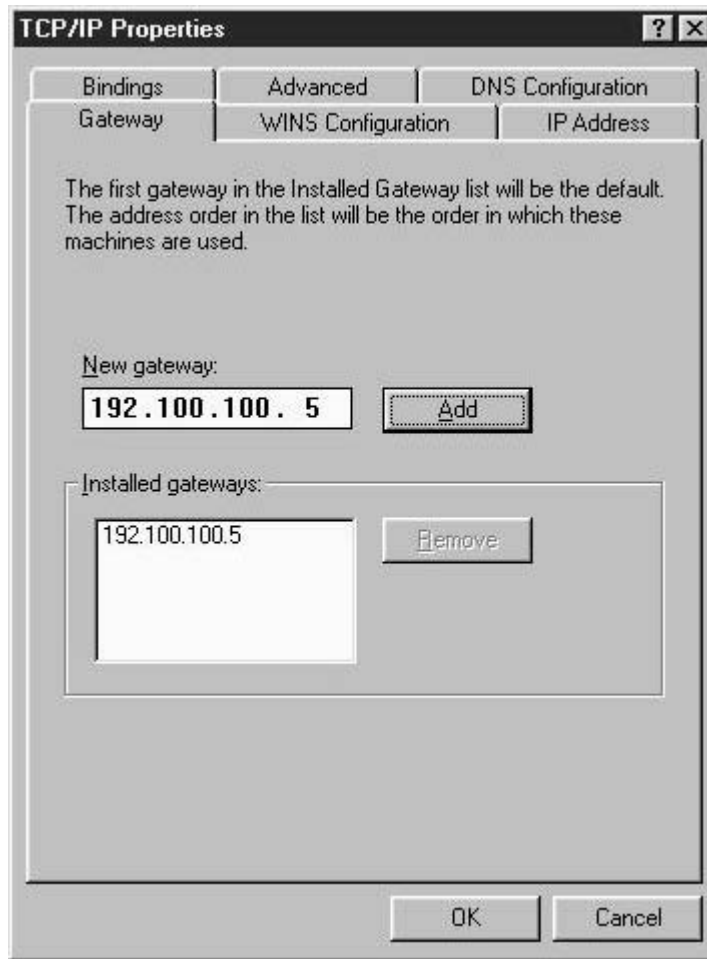 TCP/IP Properties ? ×
Bindings Advanced DNS Configuration
Gateway WINS Configuration IP Address
The first gateway in the Installed Gateway list will be the default.
The address order in the list will be the order in which these
machines are used.
New gateway:
192.100.100. 5 Add
Installed gateways:
192.100.100.5 Remove
OK Cancel